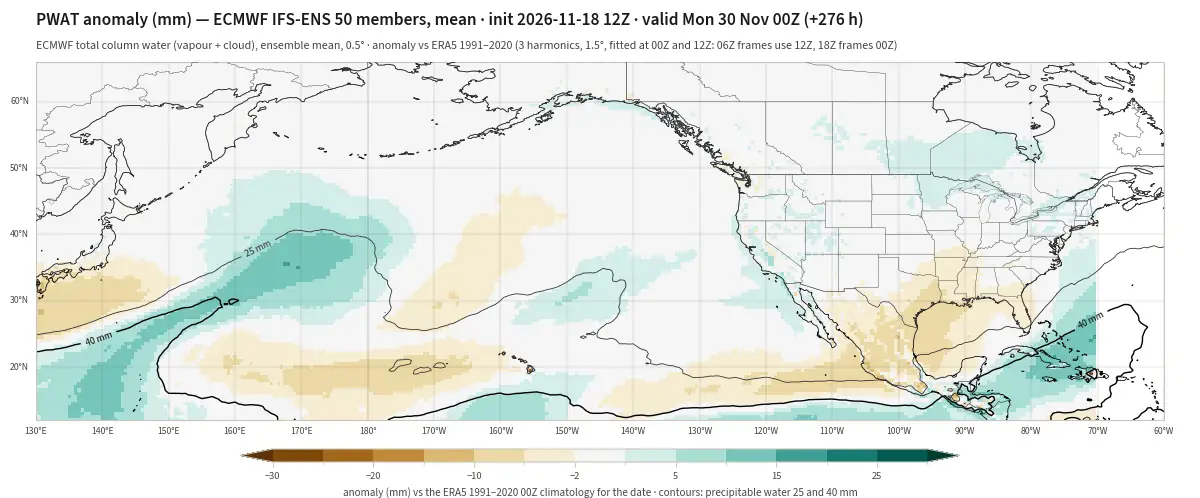 PWAT anomaly (mm) — ECMWF IFS-ENS 50 members, mean · init 2026-11-18 12Z · valid Mon 30 Nov 00Z (+276 h)
ECMWF total column water (vapour + cloud), ensemble mean, 0.5° · anomaly vs ERA5 1991–2020 (3 harmonics, 1.5°, fitted at 00Z and 12Z: 06Z frames use 12Z, 18Z frames 00Z)
60°N
50°N
40°N
25 mm
30°N
40 mm
40 mm
20°N
130°E 140°E 150°E 160°E 170°E 180° 170°W 160°W 150°W 140°W 130°W 120°W 110°W 100°W 90°W 80°W 70°W 60°W
−30 −20 −10 −2 5 15 25
anomaly (mm) vs the ERA5 1991–2020 00Z climatology for the date · contours: precipitable water 25 and 40 mm